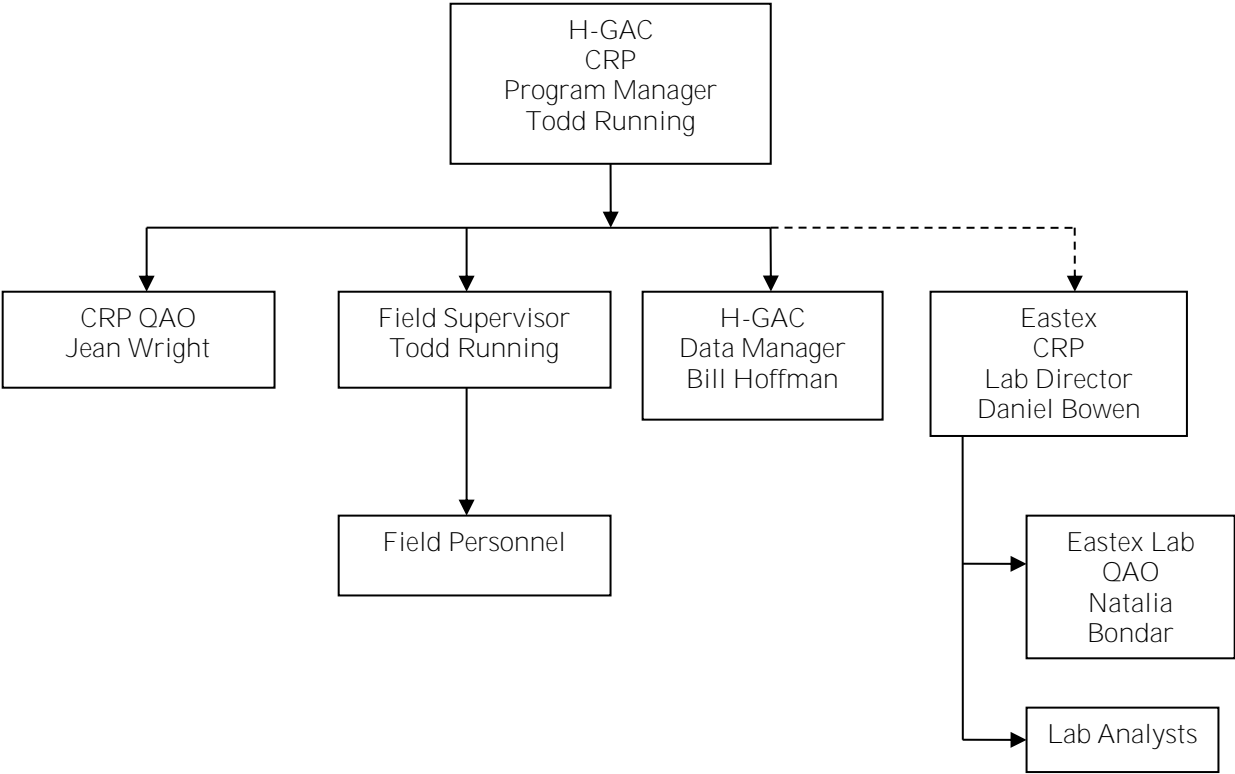 H-GAC
CRP
Program Manager
Todd Running
CRP QAO
Jean Wright
Field Supervisor
Todd Running
H-GAC
Data Manager
Bill Hoffman
Eastex
CRP
Lab Director
Daniel Bowen
Field Personnel
Eastex Lab
QAO
Natalia
Bondar
Lab Analysts